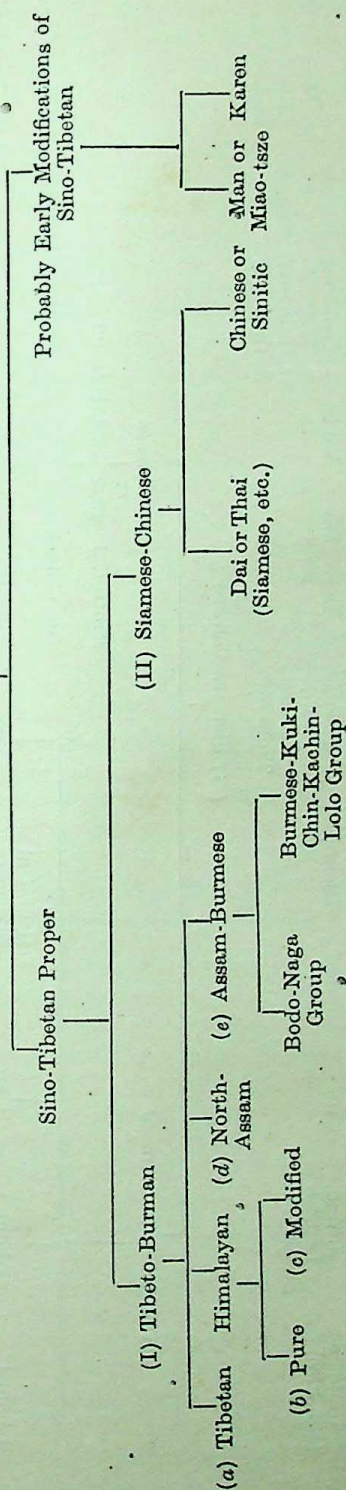 Sino-Tibetan Proper
Probably Early Modifications of
Sino-Tibetan
(I) Tibeto-Burman
(II) Siamese-Chinese
Man or
Miao-tsze
Karen
(a) Tibetan
Himalayan
(d) North-
Assam
(e) Assam-Burmese
Dai or Thai
(Siamese, etc.)
Chinese or
Sinitic
(b) Pure
(c) Modified
Bodo-Naga
Group
Burmese-Kuki-
Chin-Kachin-
Lolo Group